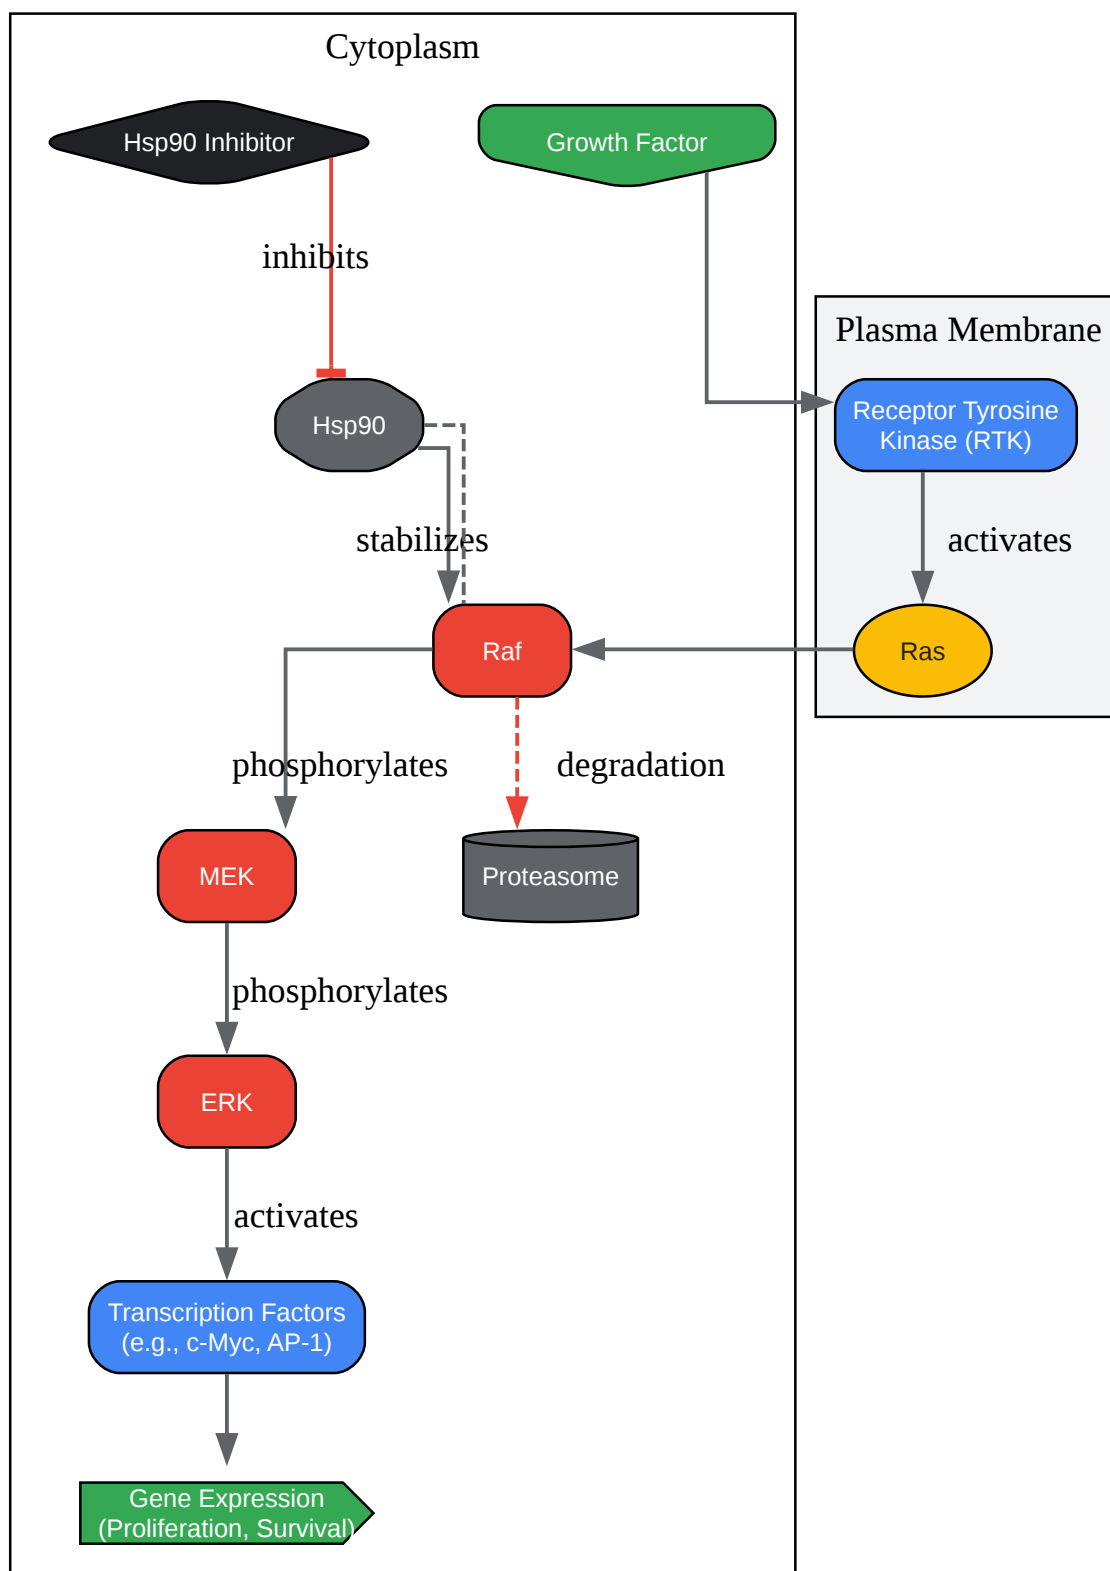 Cytoplasm
Hsp90 Inhibitor
Growth Factor
inhibits
Plasma Membrane
Hsp90
Receptor Tyrosine
Kinase (RTK)
stabilizes
activates
Raf
Ras
phosphorylates
degradation
MEK
Proteasome
phosphorylates
ERK
activates
Transcription Factors
(e.g., c-Myc, AP-1)
Gene Expression
(Proliferation, Survival)